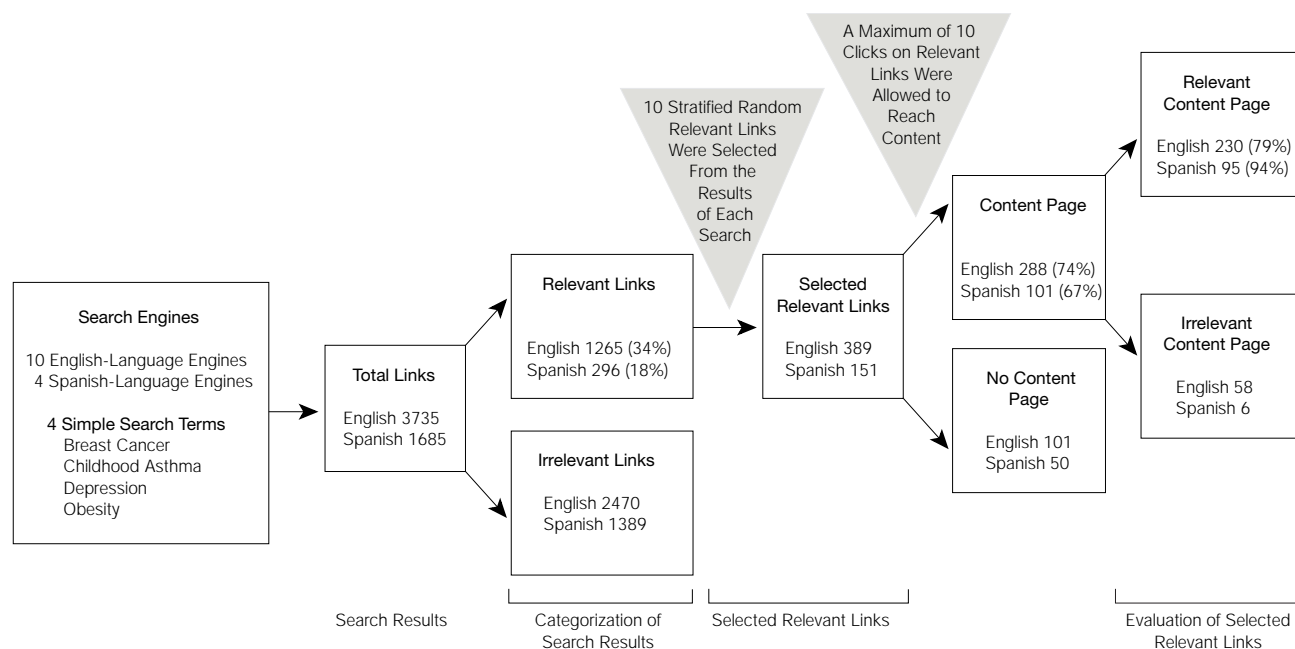 Search Engines
10 English-Language Engines
4 Spanish-Language Engines
4 Simple Search Terms
Breast Cancer
Childhood Asthma
Depression
Obesity
Total Links
English 3735
Spanish 1685
Relevant Links
English 1265 (34%)
Spanish 296 (18%)
Irrelevant Links
English 2470
Spanish 1389
10 Stratified Random
Relevant Links
Were Selected
From the
Results
of Each
Search
Selected
Relevant Links
English 389
Spanish 151
A Maximum of 10
Clicks on Relevant
Links Were
Allowed to
Reach
Content
Content Page
English 288 (74%)
Spanish 101 (67%)
No Content
Page
English 101
Spanish 50
Relevant
Content Page
English 230 (79%)
Spanish 95 (94%)
Irrelevant
Content Page
English 58
Spanish 6
Search Results
Categorization of
Search Results
Selected Relevant Links
Evaluation of Selected
Relevant Links